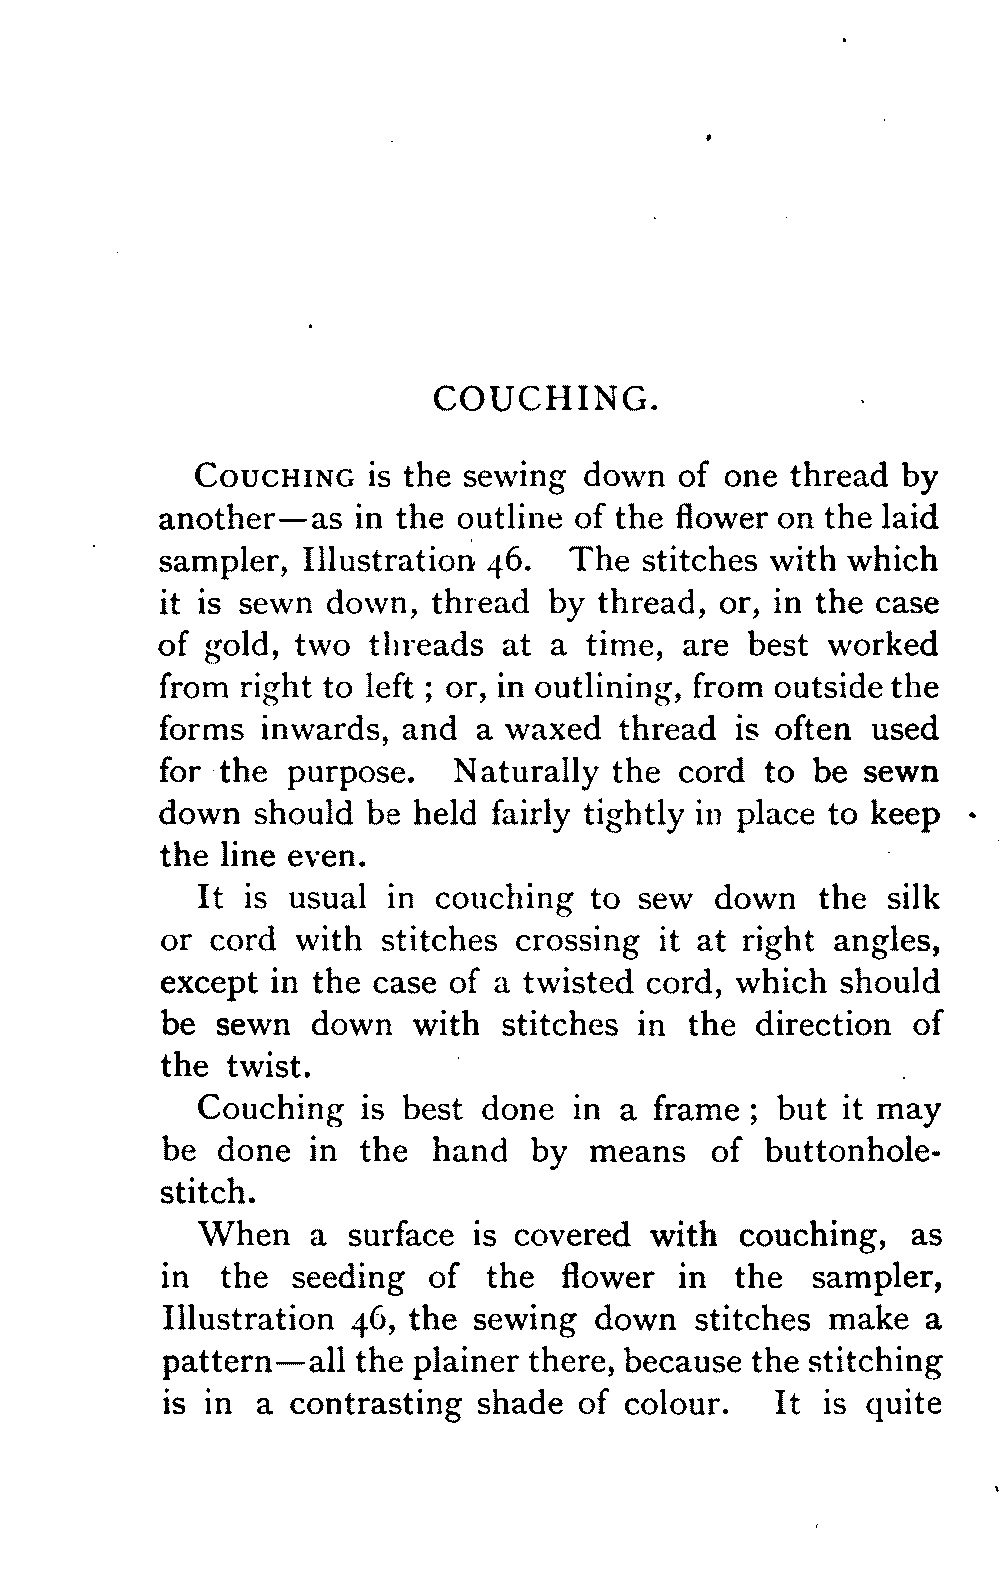 COUCHING.
COUCHING is the sewing down of one thread by
another—as in the outline of the flower on the laid
sampler, Illustration 46. The stitches with which
it is sewn down, thread by thread, or, in the case
of gold, two threads at a time, are best worked
from right to left ; or, in outlining, from outside the
forms inwards, and a waxed thread is often used
for the purpose. Naturally the cord to be sewn
down should be held fairly tightly in place to keep
the line even.
It is usual in couching to sew down the silk
or cord with stitches crossing it at right angles,
except in the case of a twisted cord, which should
be sewn down with stitches in the direction of
the twist.
Couching is best done in a frame ; but it may
be done in the hand by means of buttonhole-
stitch.
When a surface is covered with couching, as
in the seeding of the flower in the sampler,
Illustration 46, the sewing down stitches make a
pattern—all the plainer there, because the stitching
is in a contrasting shade of colour. It is quite